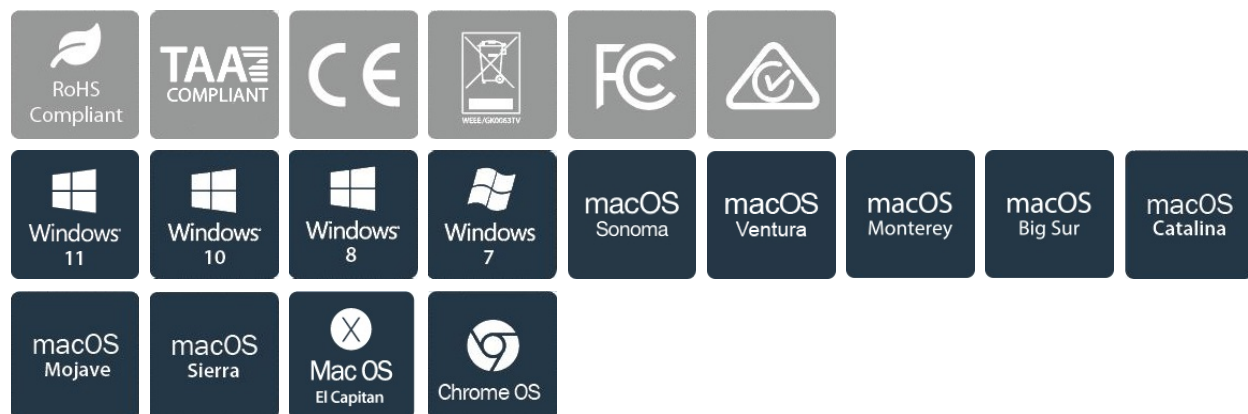 RoHS
Compliant
TAA
COMPLIANT
CE
WEEE/GK0063TV
FC
Windows
11
Windows
10
Windows
8
Windows
7
macOS
Sonoma
macOS
Ventura
macOS
Monterey
macOS
Big Sur
macOS
Catalina
macOS
Mojave
macOS
Sierra
X
Mac OS
El Capitan
Chrome OS